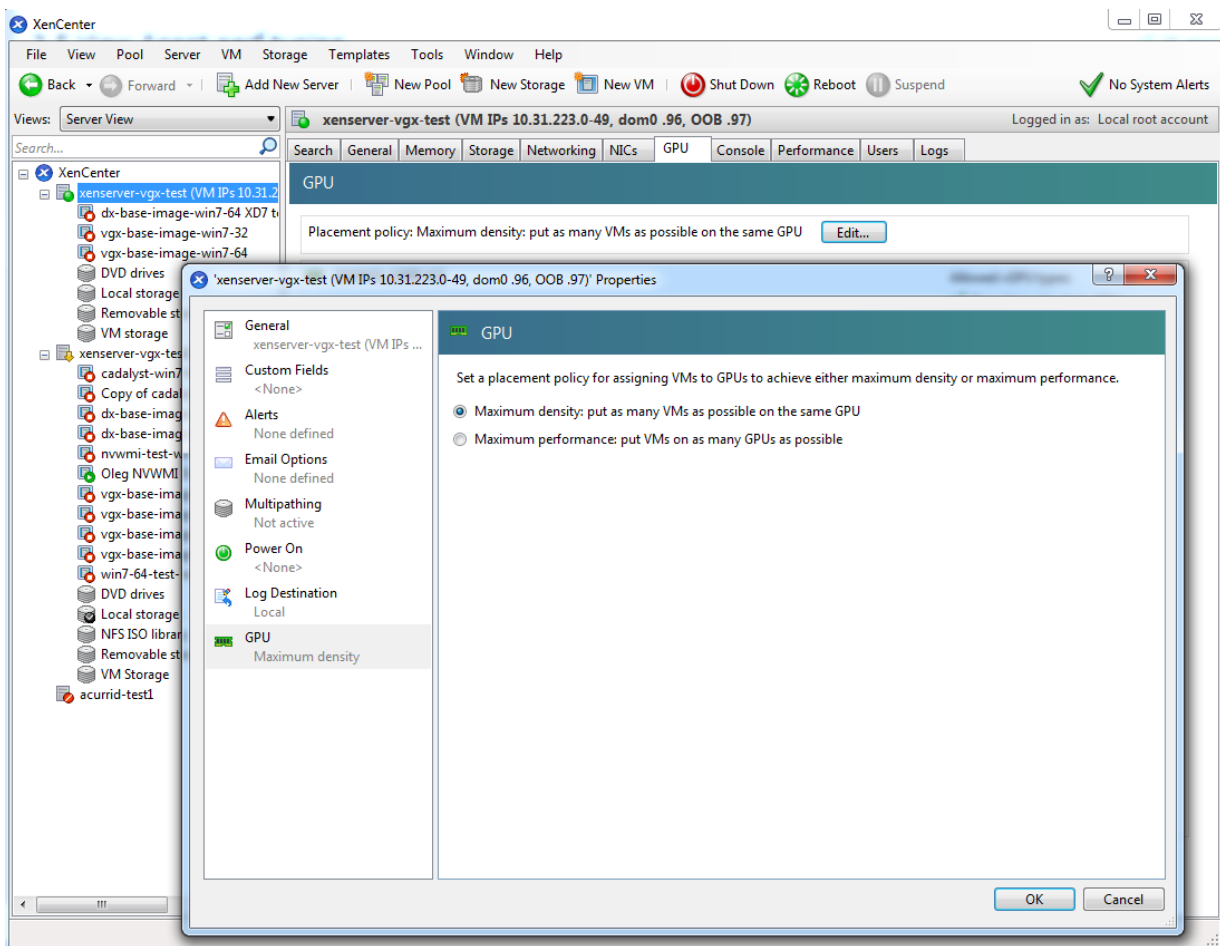 XenCenter
File View Pool Server VM Storage Templates Tools Window Help
Back Forward Add New Server New Pool New Storage New VM Shut Down Reboot Suspend No System Alerts
Views: Server View xenserver-vgx-test (VM IPs 10.31.223.0-49, dom0 .96, OOB .97) Logged in as: Local root account
Search... Search General Memory Storage Networking NICs GPU Console Performance Users Logs
XenCenter
xenserver-vgx-test (VM IPs 10.31.2
GPU
dx-base-image-win7-64 XD7 t
vgx-base-image-win7-32
Placement policy: Maximum density: put as many VMs as possible on the same GPU Edit...
vgx-base-image-win7-64
DVD drives
Local storage
Removable st
VM storage
xenserver-vgx-tes
cadalyst-win7
Copy of cadal
dx-base-imag
dx-base-imag
nvwmi-test-w
Oleg NVWMI
vgx-base-ima
vgx-base-ima
vgx-base-ima
vgx-base-ima
win7-64-test-
DVD drives
Local storage
NFS ISO librar
Removable st
VM Storage
acurrid-test1
'xenserver-vgx-test (VM IPs 10.31.223.0-49, dom0 .96, OOB .97)' Properties
General
xenserver-vgx-test (VM IPs ...
Custom Fields
<None>
Alerts
None defined
Email Options
None defined
Multipathing
Not active
Power On
<None>
Log Destination
Local
GPU
Maximum density
GPU
Set a placement policy for assigning VMs to GPUs to achieve either maximum density or maximum performance.
Maximum density: put as many VMs as possible on the same GPU
Maximum performance: put VMs on as many GPUs as possible
OK Cancel